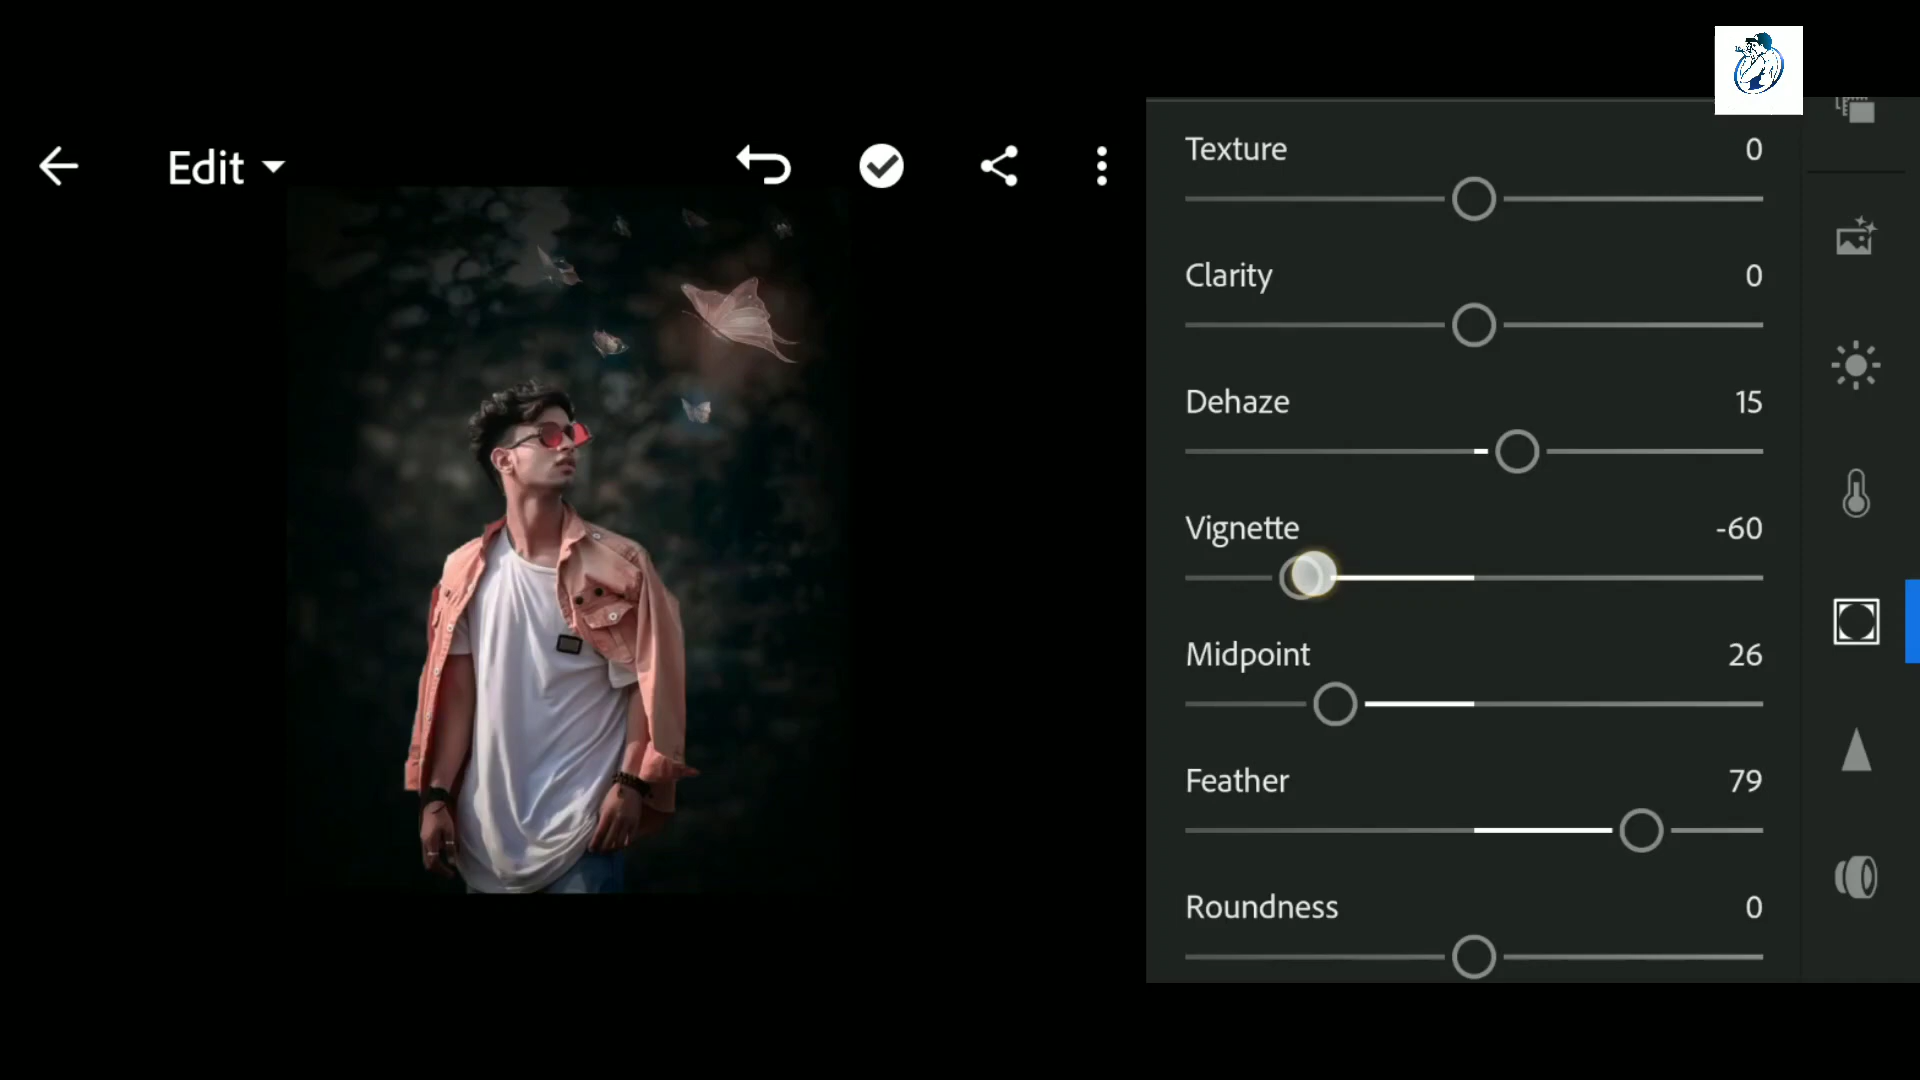 Edit
Texture 0
Clarity 0
Dehaze 15
Vignette -60
Midpoint 26
Feather 79
Roundness 0